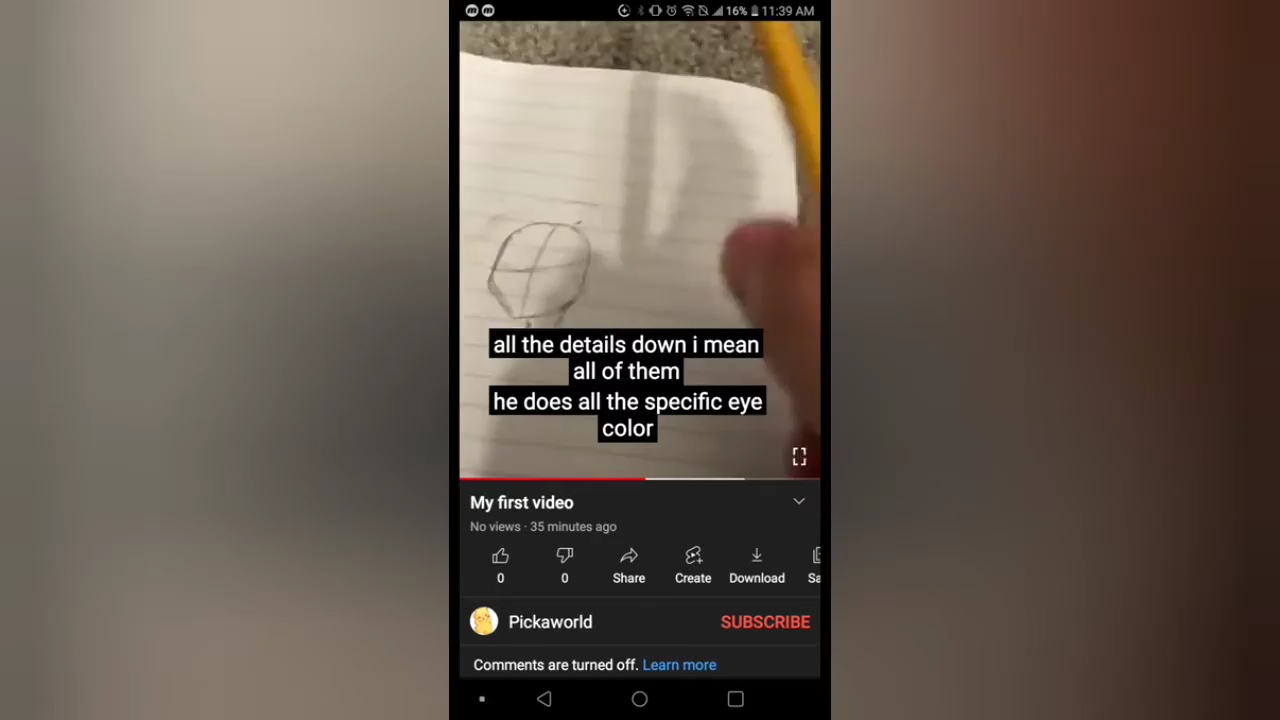 16% 11:39 AM
all the details down i mean
all of them
he does all the specific eye
color
My first video
No views · 35 minutes ago
0 0 Share Create Download Sa
Pickaworld SUBSCRIBE
Comments are turned off. Learn more